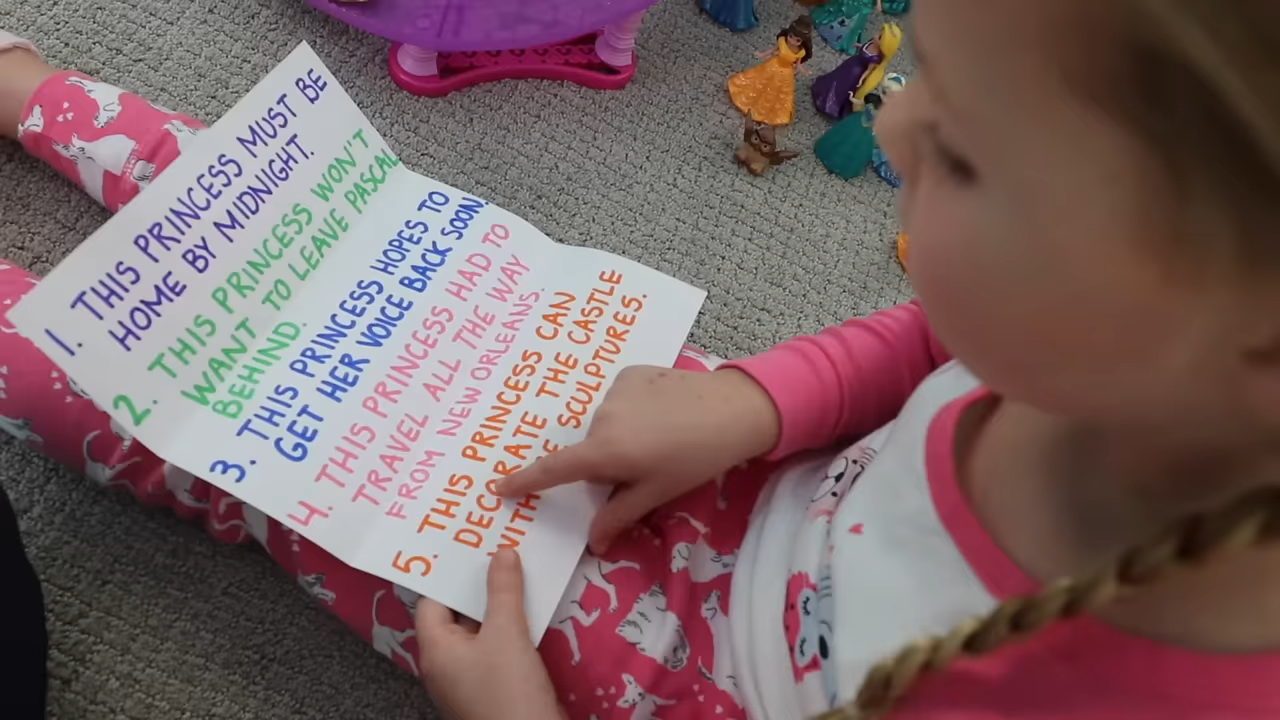 1. THIS PRINCESS MUST BE
HOME BY MIDNIGHT.
2. THIS PRINCESS WON'T
WANT TO LEAVE PASCAL
BEHIND.
3. THIS PRINCESS HOPES TO
GET HER VOICE BACK SOON.
4. THIS PRINCESS HAD TO
TRAVEL ALL THE WAY
FROM NEW ORLEANS.
5. THIS PRINCESS CAN
DECORATE THE CASTLE
WITH SCULPTURES.